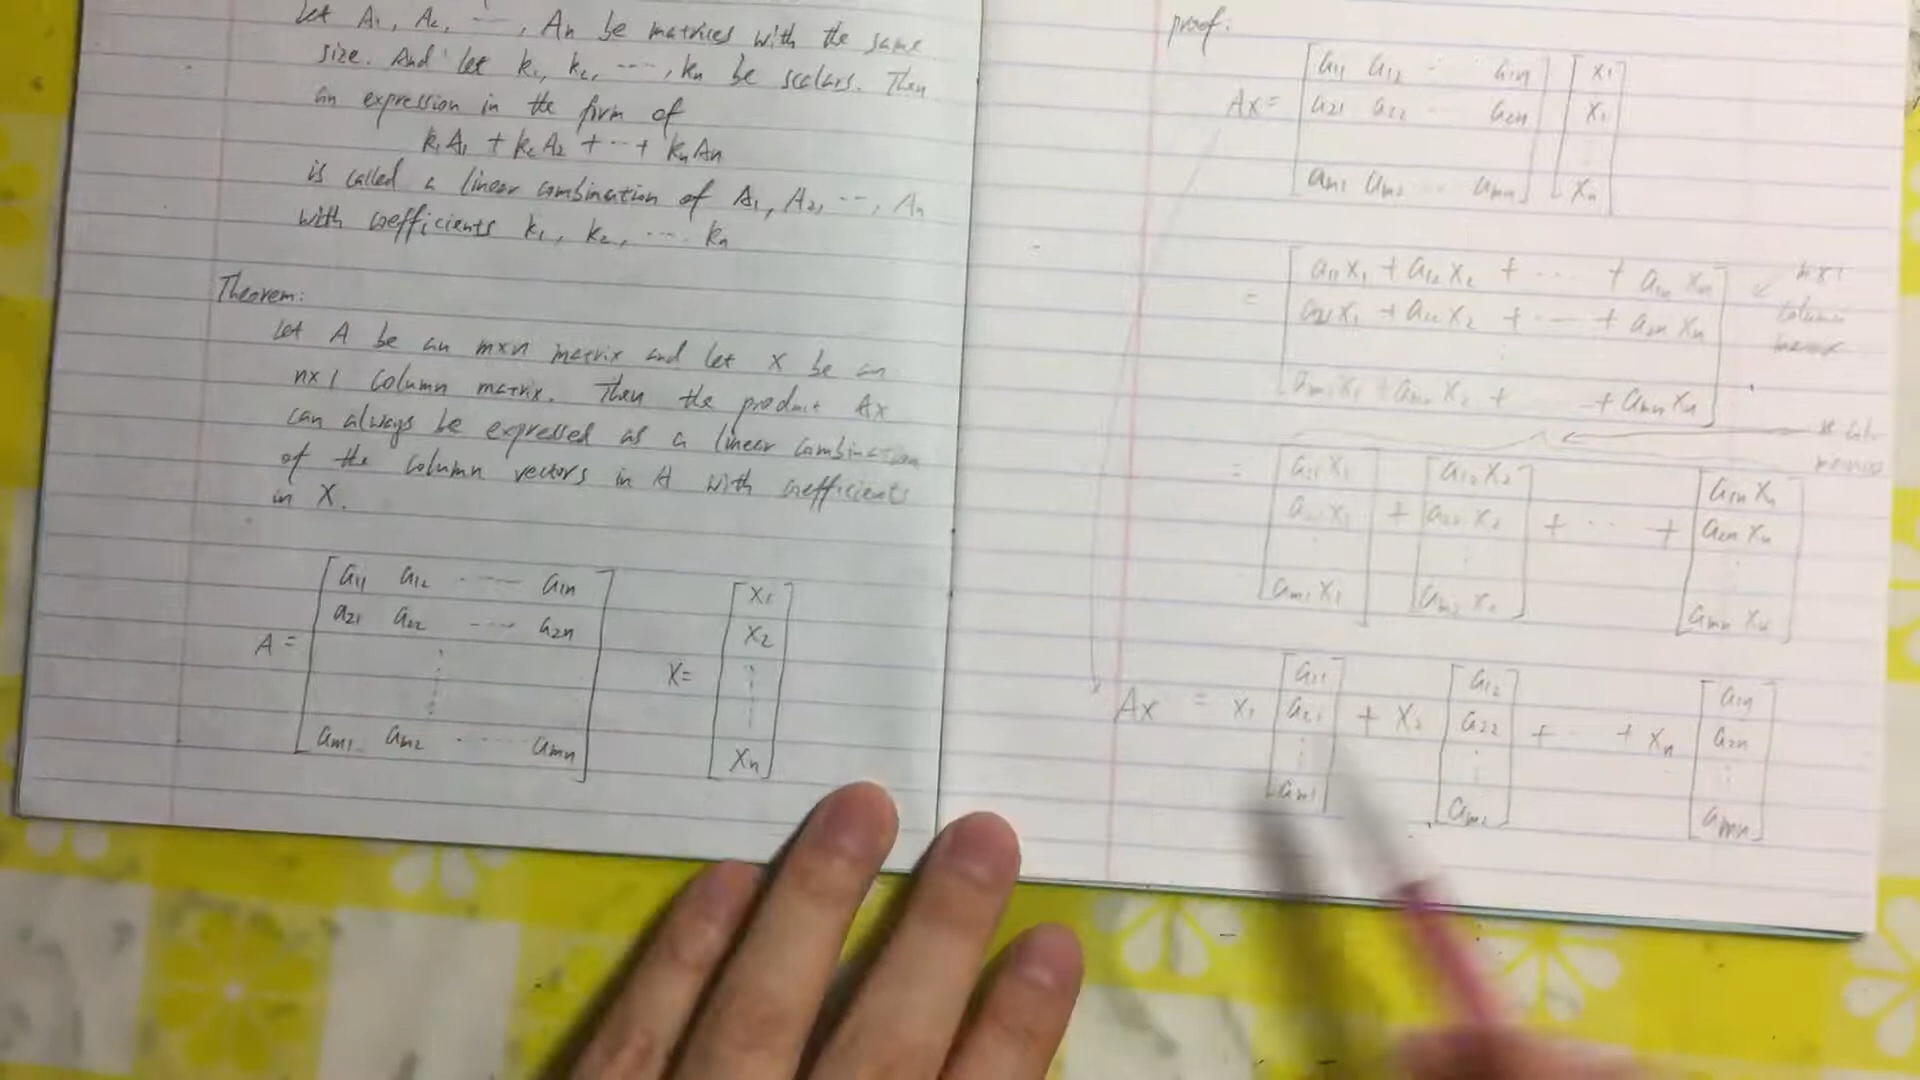 Let A₁, A₂, ⋯, Aₙ be matrices with the same
size. And let k₁, k₂, ⋯, kₙ be scalars. Then
an expression in the form of
k₁A₁ + k₂A₂ + ⋯ + kₙAₙ
is called a linear combination of A₁, A₂, ⋯, Aₙ
with coefficients k₁, k₂, ⋯ kₙ
Theorem:
Let A be an m×n matrix and let X be an
n×1 column matrix. Then the product AX
can always be expressed as a linear combination
of the column vectors in A with coefficients
in X.
A = [a₁₁ a₁₂ ⋯ a₁ₙ
a₂₁ a₂₂ ⋯ a₂ₙ
⋮
aₘ₁ aₘ₂ ⋯ aₘₙ]
X = [x₁
x₂
⋮
xₙ]
proof:
AX = [a₁₁ a₁₂ ⋯ a₁ₙ
a₂₁ a₂₂ ⋯ a₂ₙ
aₘ₁ aₘ₂ ⋯ aₘₙ]
[x₁
x₁
⋮
xₙ]
= [a₁₁x₁ + a₁₂x₂ + ⋯ + a₁ₙxₙ
a₂₁x₁ + a₂₂x₂ + ⋯ + a₂ₙxₙ
⋮
aₘ₁x₁ + aₘ₂x₂ + ⋯ + aₘₙxₙ]
column
= [a₁₁x₁
a₂₁x₁
⋮
aₘ₁x₁]
+ [a₁₂x₂
a₂₂x₂
⋮
aₘ₂x₂]
+ ⋯ + [a₁ₙxₙ
a₂ₙxₙ
⋮
aₘₙxₙ]
AX = x₁ [a₁₁
a₂₁
⋮
aₘ₁]
+ x₂ [a₁₂
a₂₂
⋮
aₘ₂]
+ ⋯ + xₙ [a₁ₙ
a₂ₙ
⋮
aₘₙ]